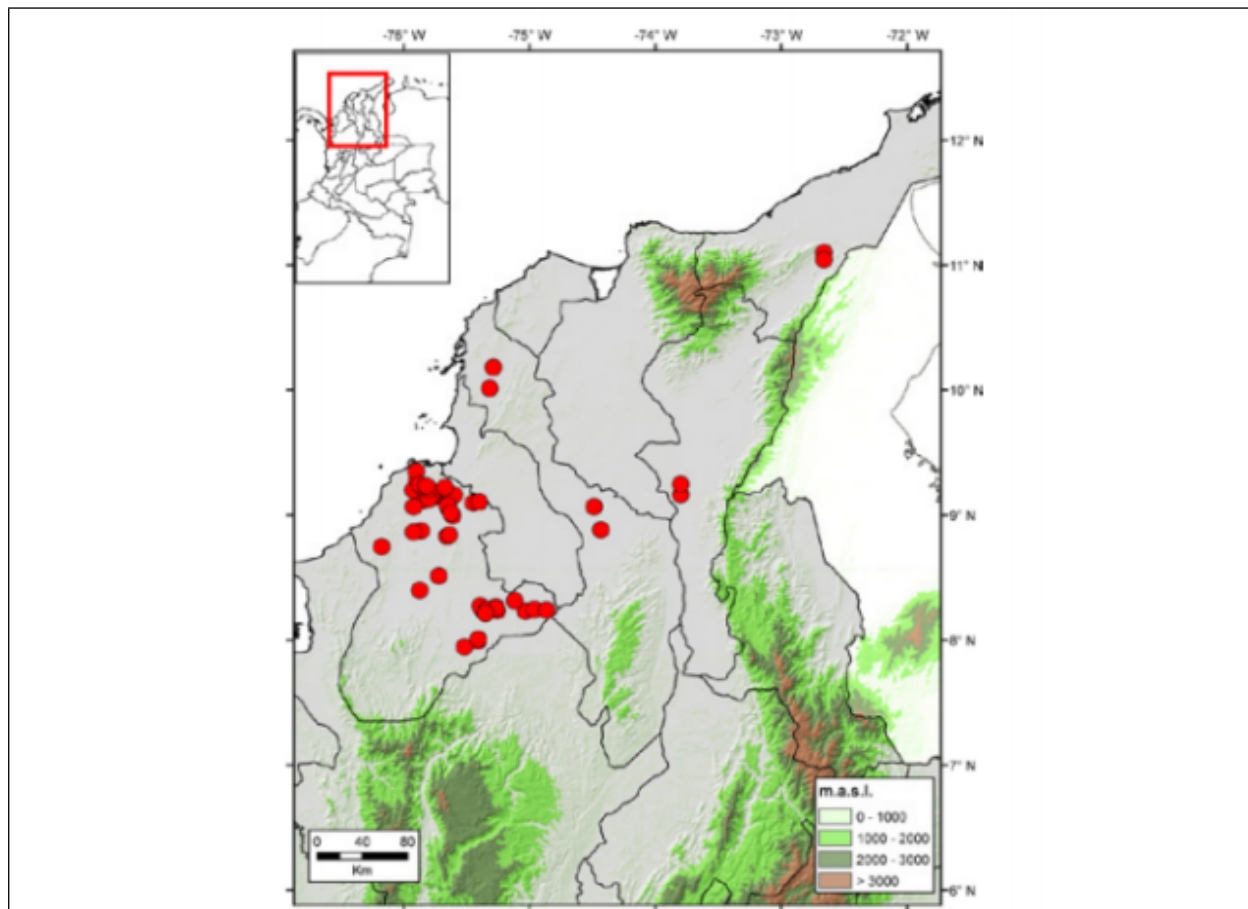 -76° W -75° W -74° W -73° W -72° W
12° N
11° N
10° N
9° N
8° N
7° N
6° N
m.a.s.l.
0 - 1000
1000 - 2000
2000 - 3000
> 3000
0 40 80
Km